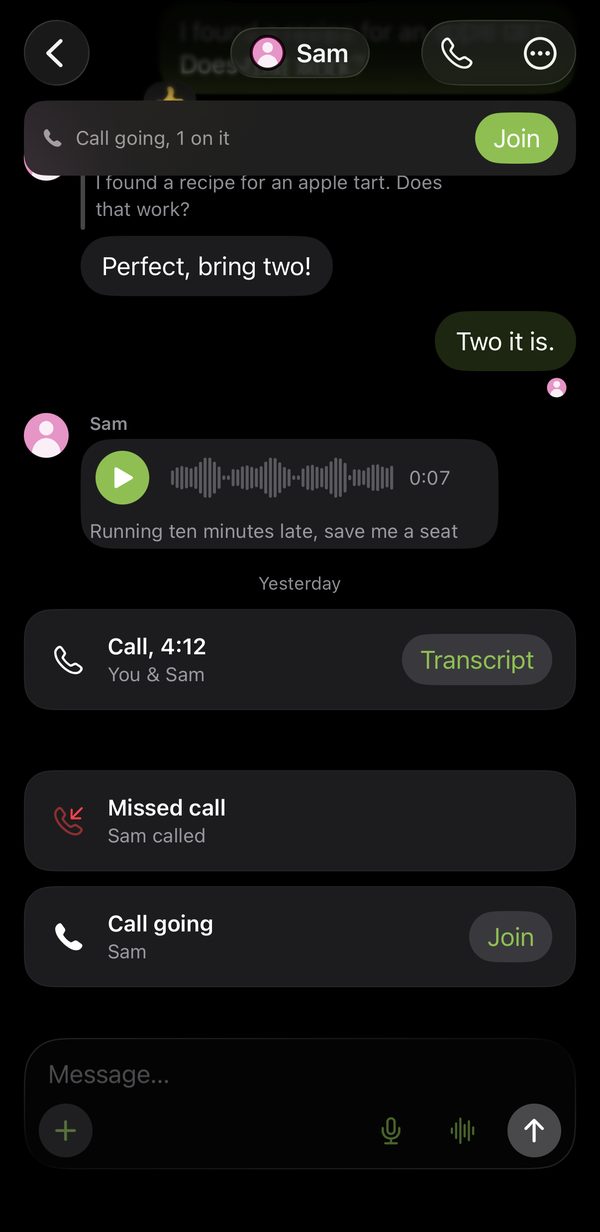 Sam
Call going, 1 on it
Join
I found a recipe for an apple tart. Does
that work?
Perfect, bring two!
Two it is.
Sam
0:07
Running ten minutes late, save me a seat
Yesterday
Call, 4:12
You & Sam
Transcript
Missed call
Sam called
Call going
Sam
Join
Message...